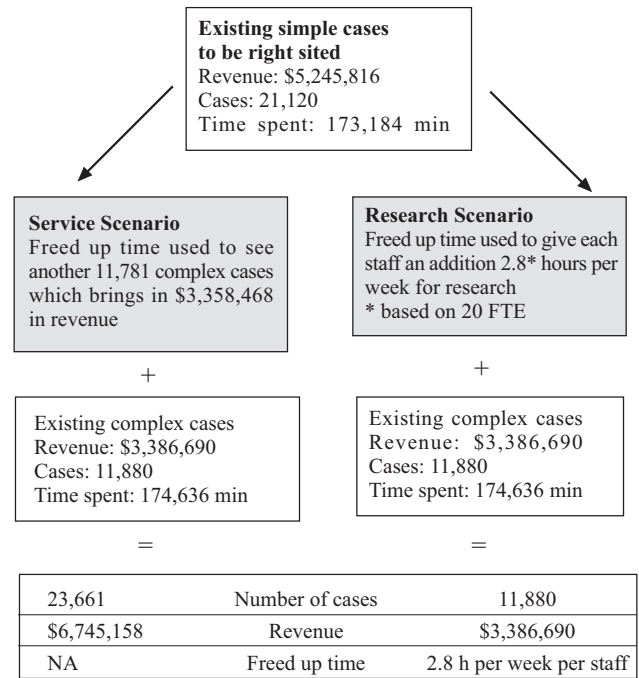 Existing simple cases
to be right sited
Revenue: $5,245,816
Cases: 21,120
Time spent: 173,184 min
Service Scenario
Freed up time used to see
another 11,781 complex cases
which brings in $3,358,468
in revenue
Research Scenario
Freed up time used to give each
staff an addition 2.8* hours per
week for research
* based on 20 FTE
+
+
Existing complex cases
Revenue: $3,386,690
Cases: 11,880
Time spent: 174,636 min
Existing complex cases
Revenue: $3,386,690
Cases: 11,880
Time spent: 174,636 min
=
=
23,661 Number of cases 11,880
$6,745,158 Revenue $3,386,690
NA Freed up time 2.8 h per week per staff